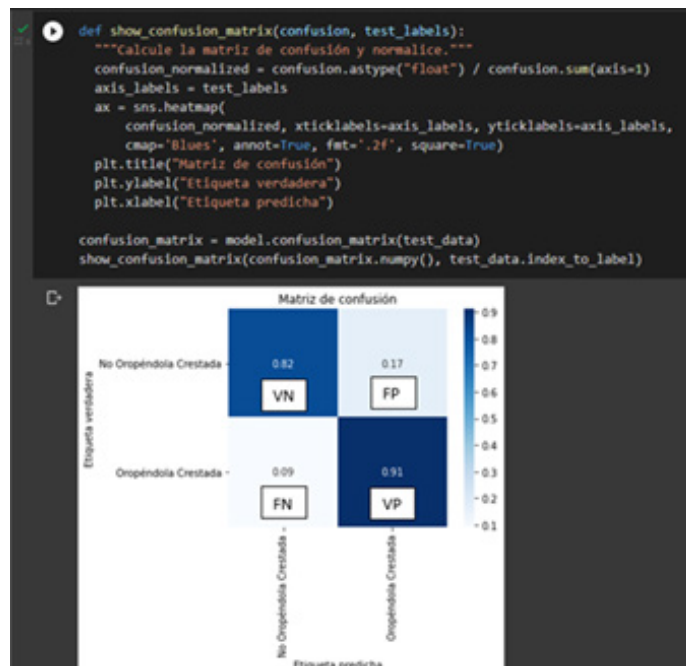 def show_confusion_matrix(confusion, test_labels):
"""Calcule la matriz de confusión y normalice."""
confusion_normalized = confusion.astype("float") / confusion.sum(axis=1)
axis_labels = test_labels
ax = sns.heatmap(
confusion_normalized, xticklabels=axis_labels, yticklabels=axis_labels,
cmap='Blues', annot=True, fmt='.2f', square=True)
plt.title("Matriz de confusión")
plt.ylabel("Etiqueta verdadera")
plt.xlabel("Etiqueta predicha")
confusion_matrix = model.confusion_matrix(test_data)
show_confusion_matrix(confusion_matrix.numpy(), test_data.index_to_label)
Matriz de confusión
Etiqueta verdadera
No Oropéndola Crestada
0.82
0.17
VN
FP
Oropéndola Crestada
0.09
0.91
FN
VP
0.9
0.8
0.7
0.6
0.5
0.4
0.3
0.2
0.1
No Oropéndola Crestada
Oropéndola Crestada
Etiqueta predicha